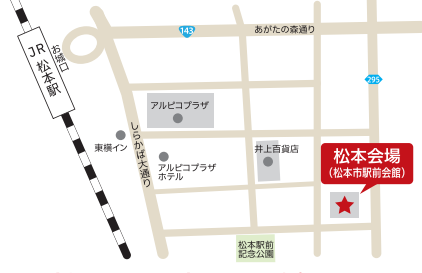 143
あがたの森通り
JR松本駅
お城口
295
アルピコプラザ
しらかば大通り
東横イン
井上百貨店
松本会場
(松本市駅前会館)
アルピコプラザ
ホテル
松本駅前
記念公園